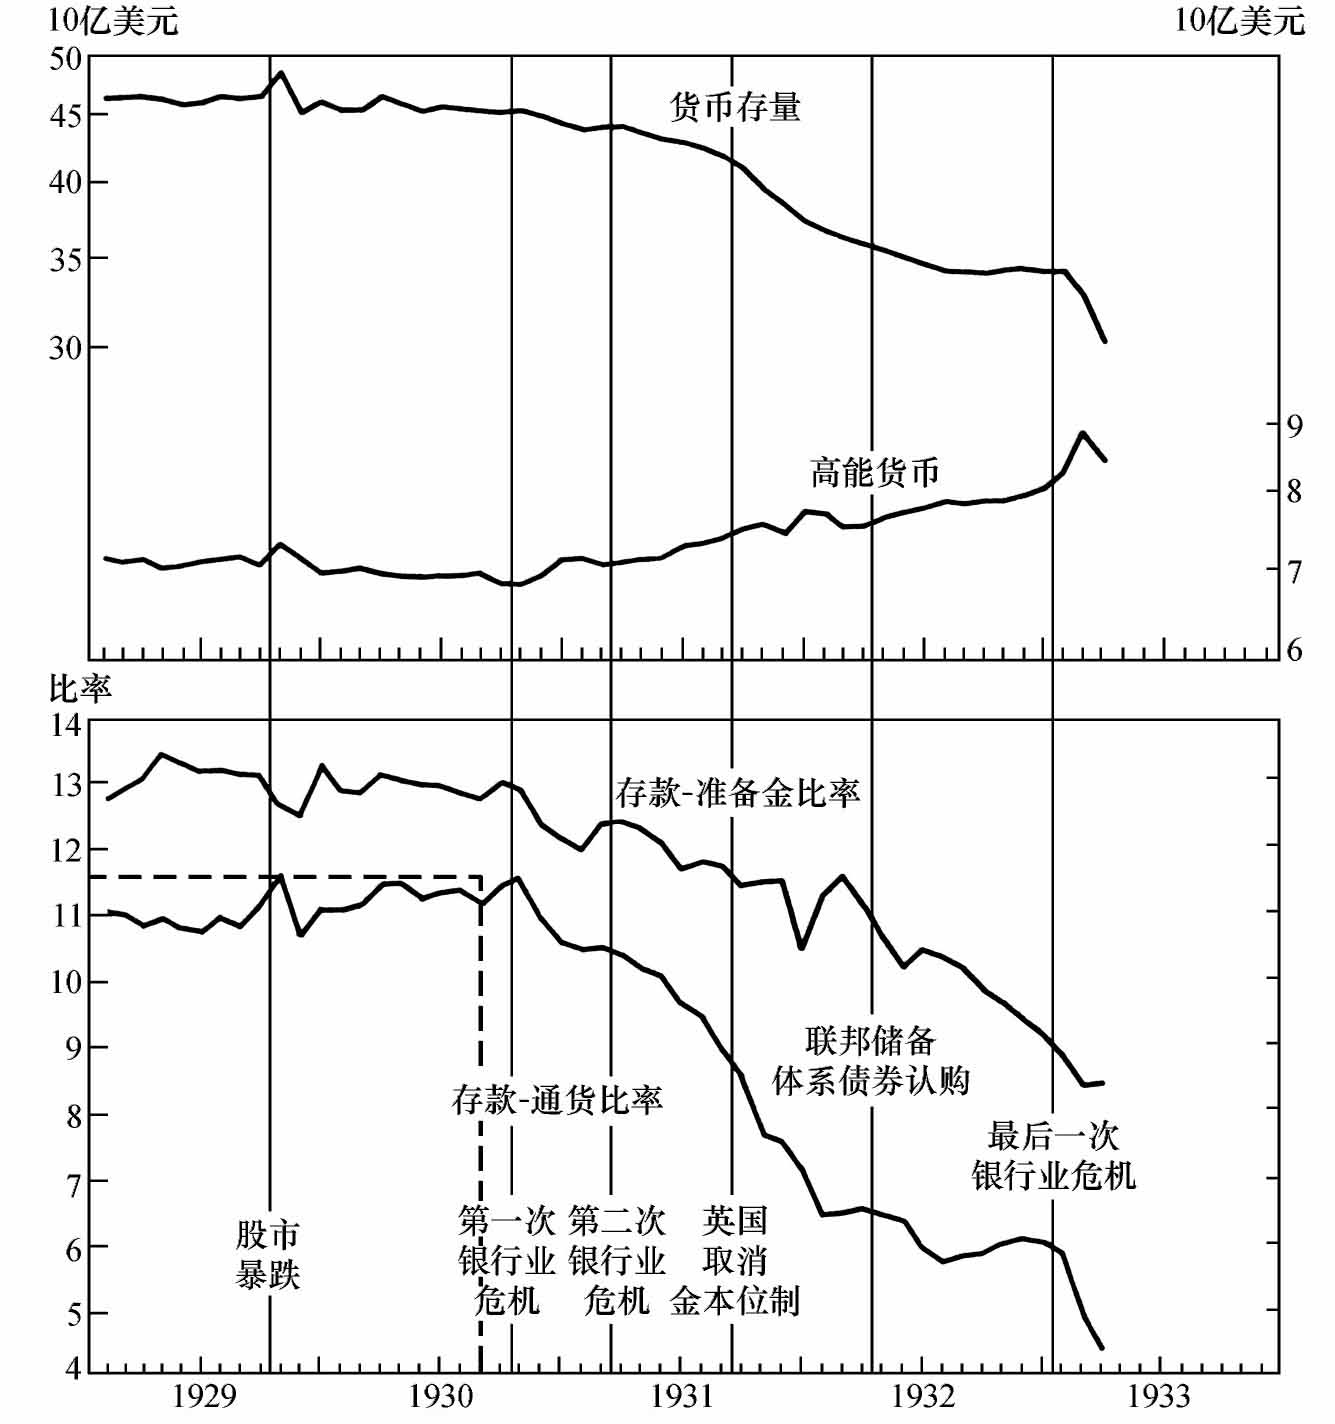 10亿美元
10亿美元
50
45
40
35
30
货币存量
9
8
7
6
高能货币
比率
14
13
12
11
10
9
8
7
6
5
4
存款-准备金比率
存款-通货比率
联邦储备
体系债券认购
最后一次
银行业危机
股市
暴跌
第一次
银行业
危机
第二次
银行业
危机
英国
取消
金本位制
1929
1930
1931
1932
1933